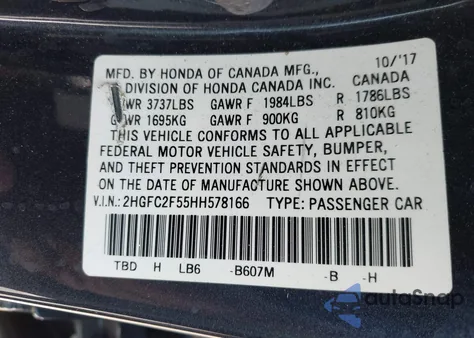 10/'17
MFD. BY HONDA OF CANADA MFG., CANADA
DIVISION OF HONDA CANADA INC.
GVWR 3737LBS GAWR F 1984LBS R 1786LBS
GVWR 1695KG GAWR F 900KG R 810KG
THIS VEHICLE CONFORMS TO ALL APPLICABLE
FEDERAL MOTOR VEHICLE SAFETY, BUMPER,
AND THEFT PREVENTION STANDARDS IN EFFECT
ON THE DATE OF MANUFACTURE SHOWN ABOVE.
V.I.N.: 2HGFC2F55HH578166 TYPE: PASSENGER CAR
TBD H LB6 -B607M -B -H
autoSnap